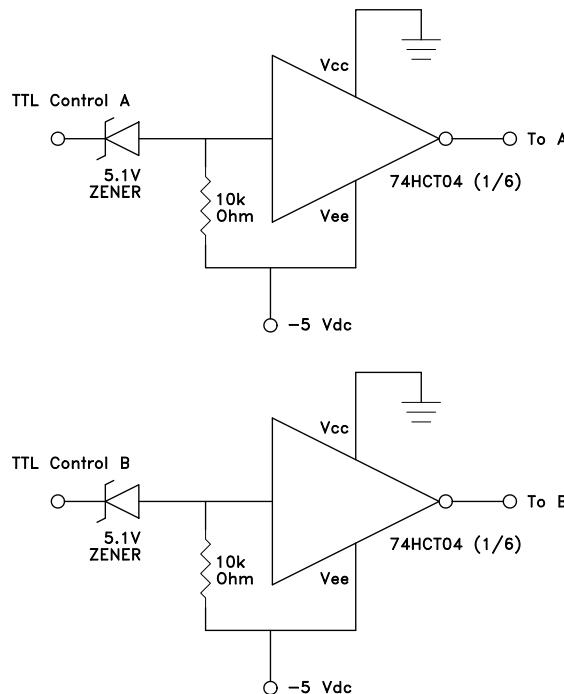 Vcc
TTL Control A
To A
5.1V
ZENER
10k
Ohm
74HCT04 (1/6)
Vee
-5 Vdc
Vcc
TTL Control B
To B
5.1V
ZENER
10k
Ohm
74HCT04 (1/6)
Vee
-5 Vdc